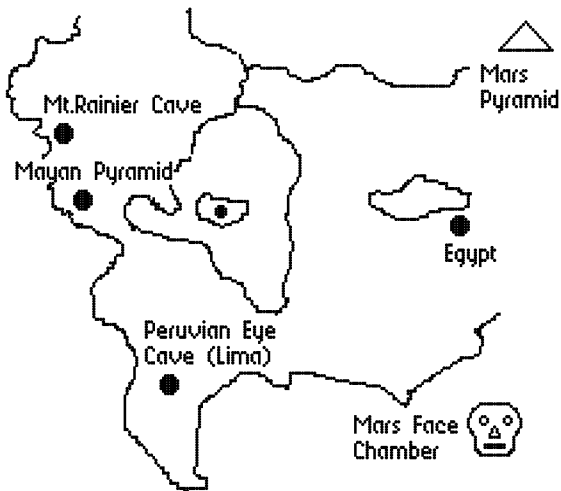 Mars
Pyramid
Mt.Rainier Cave
Mayan Pyramid
Egypt
Peruvian Eye
Cave (Lima)
Mars Face
Chamber